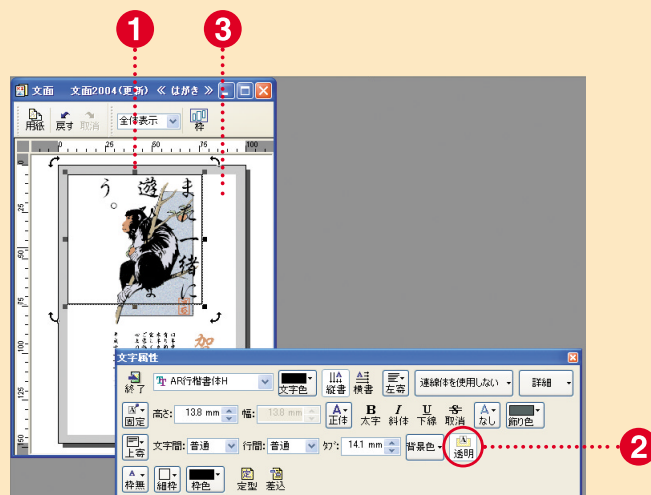 1
3
文面 文面2004(更新) ≪ はがき ≫
用紙
戻す
取消
全体表示
枠
0 25 50 75 100
0
25
50
75
100
125
150
また一緒に
遊
う。
賀
文字属性
終了
AR行楷書体H
文字色
縦書
横書
左寄
連綿体を使用しない
詳細
固定
高さ: 13.8 mm
幅: 13.8 mm
正体
B 太字
I 斜体
U 下線
S 取消
A なし
飾り色
上寄
文字間: 普通
行間: 普通
タブ: 14.1 mm
背景色
透明
2
枠無
細枠
枠色
定型
差込